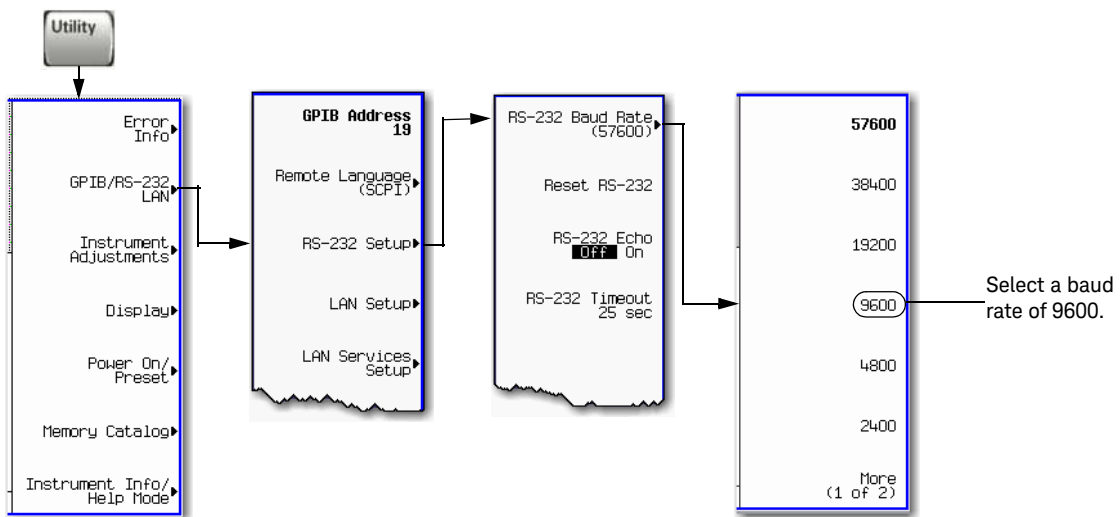 Utility
Error
Info
GPIB/RS-232
LAN
Instrument
Adjustments
Display
Power On/
Preset
Memory Catalog
Instrument Info/
Help Mode
GPIB Address
19
Remote Language
(SCPI)
RS-232 Setup
LAN Setup
LAN Services
Setup
RS-232 Baud Rate
(57600)
Reset RS-232
RS-232 Echo
Off On
RS-232 Timeout
25 sec
57600
38400
19200
9600
4800
2400
More
(1 of 2)
Select a baud
rate of 9600.